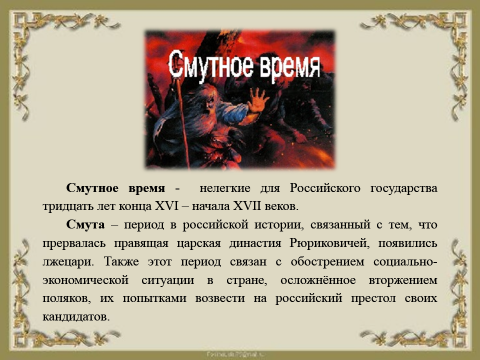 Смутное время
Смутное время - нелегкие для Российского государства
тридцать лет конца XVI – начала XVII веков.
Смута – период в российской истории, связанный с тем, что
прервалась правящая царская династия Рюриковичей, появились
лжецари. Также этот период связан с обострением социально-
экономической ситуации в стране, осложнённое вторжением
поляков, их попытками возвести на российский престол своих
кандидатов.